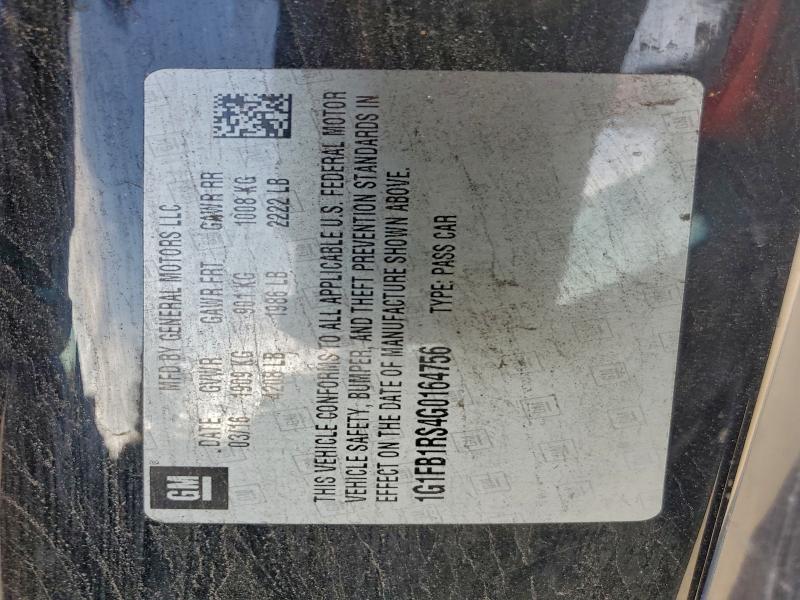 GM
MFD BY GENERAL MOTORS LLC
DATE GVWR GAWR FRT GAWR RR
03/16 1909 KG 901 KG 1008 KG
4208 LB 1986 LB 2222 LB
THIS VEHICLE CONFORMS TO ALL APPLICABLE U.S. FEDERAL MOTOR
VEHICLE SAFETY, BUMPER, AND THEFT PREVENTION STANDARDS IN
EFFECT ON THE DATE OF MANUFACTURE SHOWN ABOVE.
1G1FB1RS4G0164756 TYPE: PASS CAR